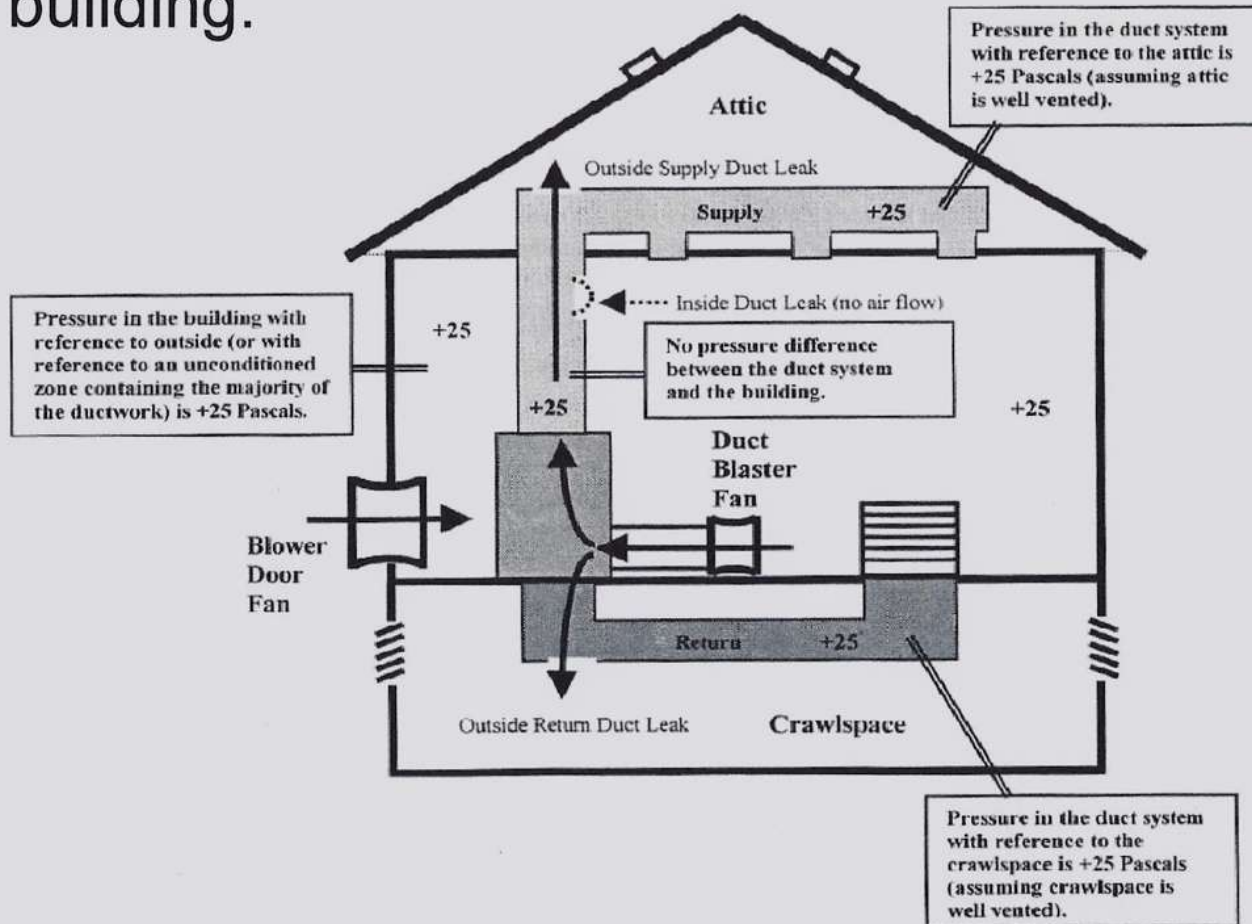 building.
Pressure in the duct system
with reference to the attic is
+25 Pascals (assuming attic
is well vented).
Attic
Outside Supply Duct Leak
Supply +25
Inside Duct Leak (no air flow)
Pressure in the building with
reference to outside (or with
reference to an unconditioned
zone containing the majority of
the ductwork) is +25 Pascals.
+25
No pressure difference
between the duct system
and the building.
+25
+25
Duct
Blaster
Fan
Blower
Door
Fan
Return +25
Outside Return Duct Leak
Crawlspace
Pressure in the duct system
with reference to the
crawlspace is +25 Pascals
(assuming crawlspace is
well vented).